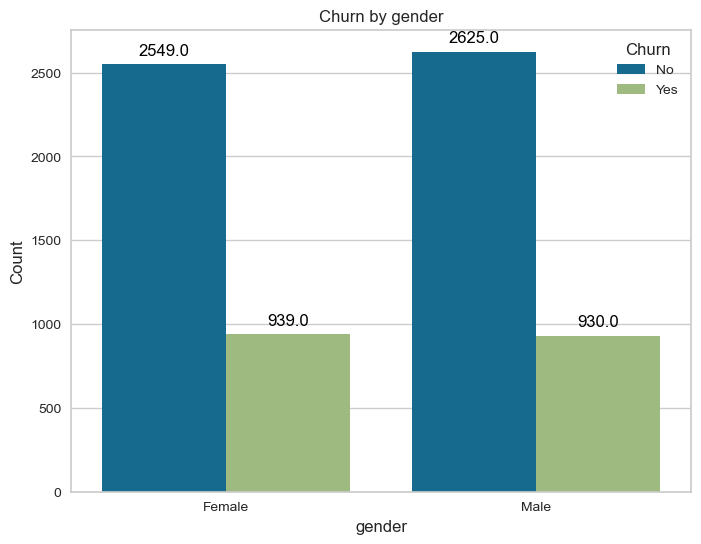 Churn by gender
2549.0
2625.0
Churn
No
Yes
2500
2000
1500
1000
500
0
Count
939.0
930.0
Female
Male
gender